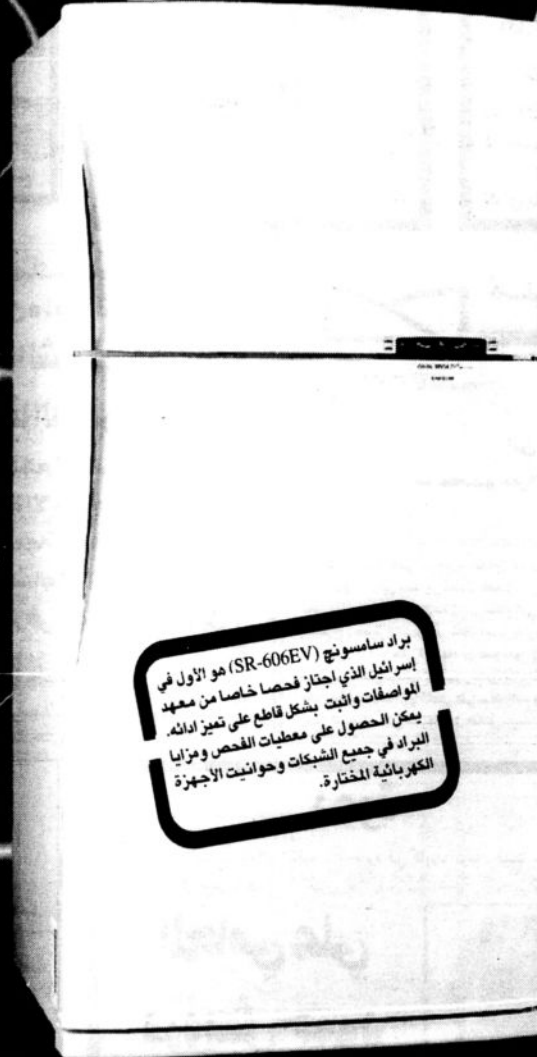 براد سامسونچ (SR-606EV) هو الأول في
إسرائيل الذي اجتاز فحصا خاصا من معهد
المواصفات واثبت بشكل قاطع على تميز ادائه.
يمكن الحصول على معطيات الفحص ومزايا
البراد في جميع الشبكات وحوانيت الأجهزة
الكهربائية المختارة.